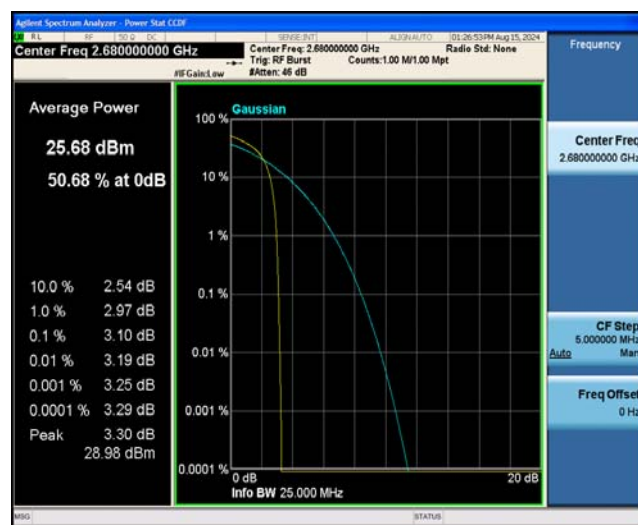 Agilent Spectrum Analyzer - Power Stat CCDF
RL RF 50 Ω DC SENSE:INT ALIGN AUTO 01:26:53 PM Aug 15, 2024
Center Freq 2.680000000 GHz
Center Freq: 2.680000000 GHz Radio Std: None
Trig: RF Burst Counts:1.00 M/1.00 Mpt
#IFGain:Low #Atten: 46 dB
Frequency
Center Freq
2.680000000 GHz
CF Step
5.000000 MHz
Auto Man
Freq Offset
0 Hz
Average Power
25.68 dBm
50.68 % at 0dB
10.0 % 2.54 dB
1.0 % 2.97 dB
0.1 % 3.10 dB
0.01 % 3.19 dB
0.001 % 3.25 dB
0.0001 % 3.29 dB
Peak 3.30 dB
28.98 dBm
Gaussian
100 %
10 %
1 %
0.1 %
0.01 %
0.001 %
0.0001 %
0 dB 20 dB
Info BW 25.000 MHz
MSG STATUS